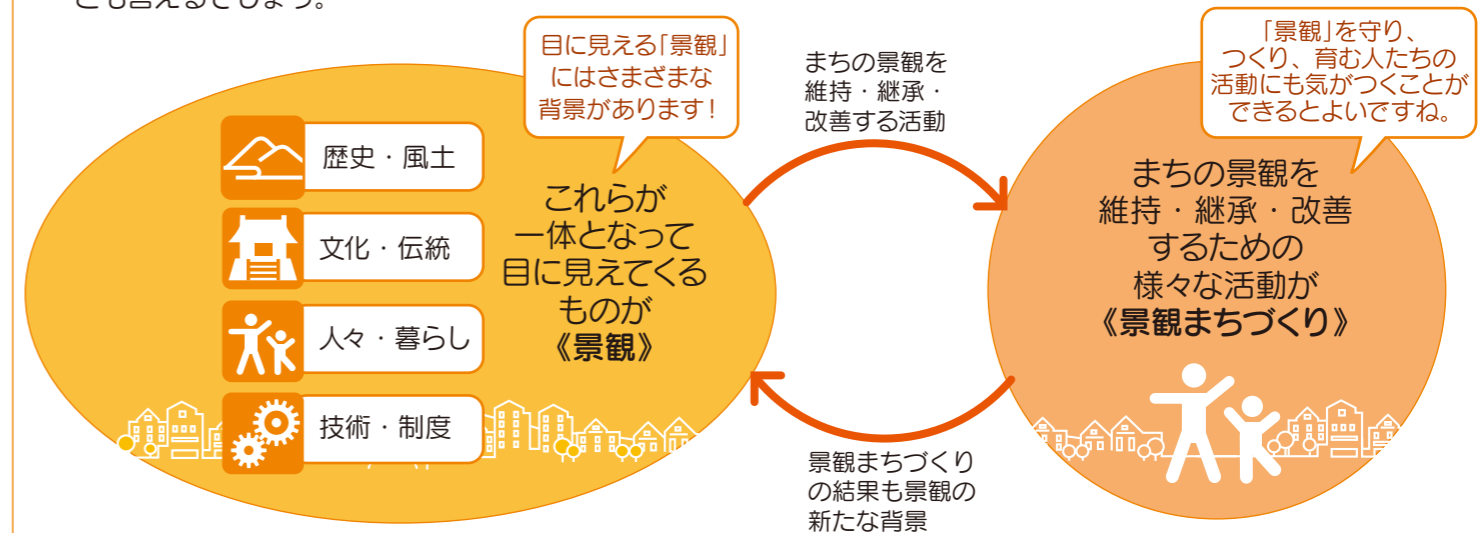 とも言えるでしょう。
目に見える「景観」
にはさまざまな
背景があります！
歴史・風土
文化・伝統
人々・暮らし
技術・制度
これらが
一体となって
目に見えてくる
ものが
《景観》
まちの景観を
維持・継承・
改善する活動
景観まちづくり
の結果も景観の
新たな背景
「景観」を守り、
つくり、育む人たちの
活動にも気がつくことが
できるとよいですね。
まちの景観を
維持・継承・改善
するための
様々な活動が
《景観まちづくり》